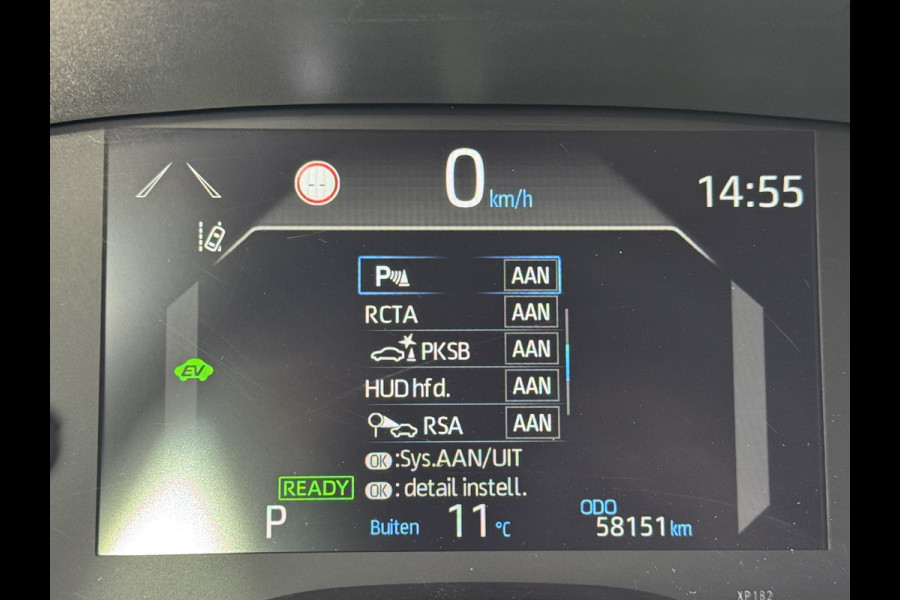 0 km/h
14:55
--
P AAN
RCTA AAN
PKSB AAN
HUD hfd. AAN
RSA AAN
OK :Sys.AAN/UIT
OK : detail instell.
EV
READY
P
Buiten 11 °C
ODO
58151 km
XP182